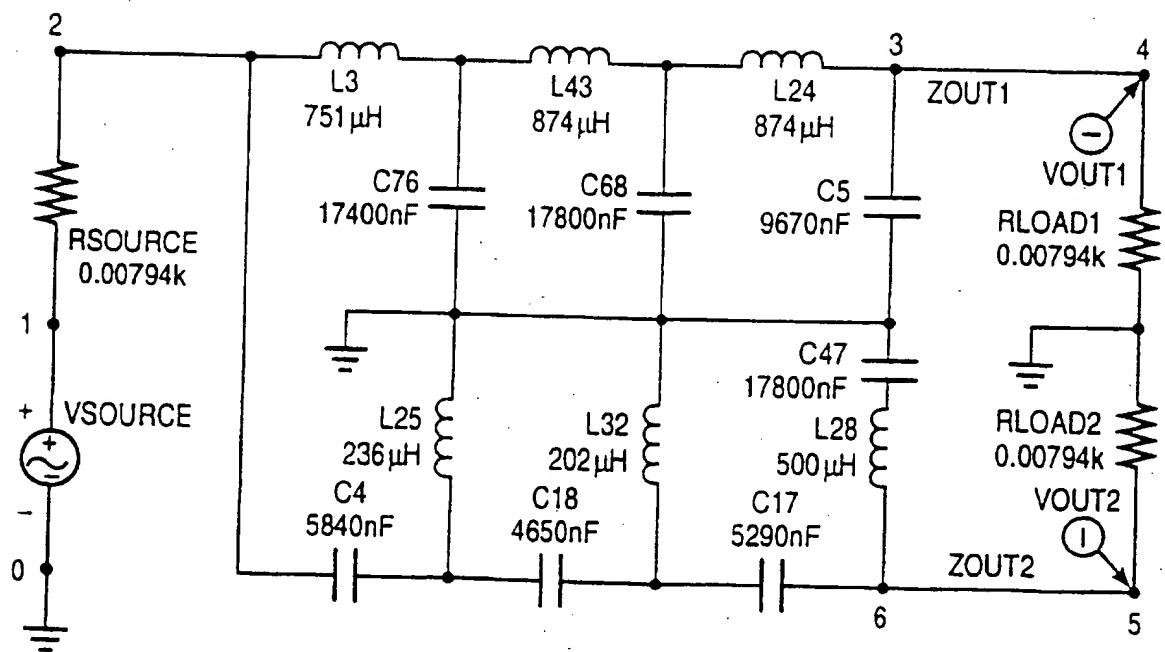 2
3
4
L3
751μH
L43
874μH
L24
874μH
ZOUT1
−
VOUT1
C76
17400nF
C68
17800nF
C5
9670nF
RLOAD1
0.00794k
RSOURCE
0.00794k
1
C47
17800nF
+ VSOURCE
+
−
−
L25
236μH
L32
202μH
L28
500μH
RLOAD2
0.00794k
C4
5840nF
C18
4650nF
C17
5290nF
VOUT2
I
0
ZOUT2
6
5